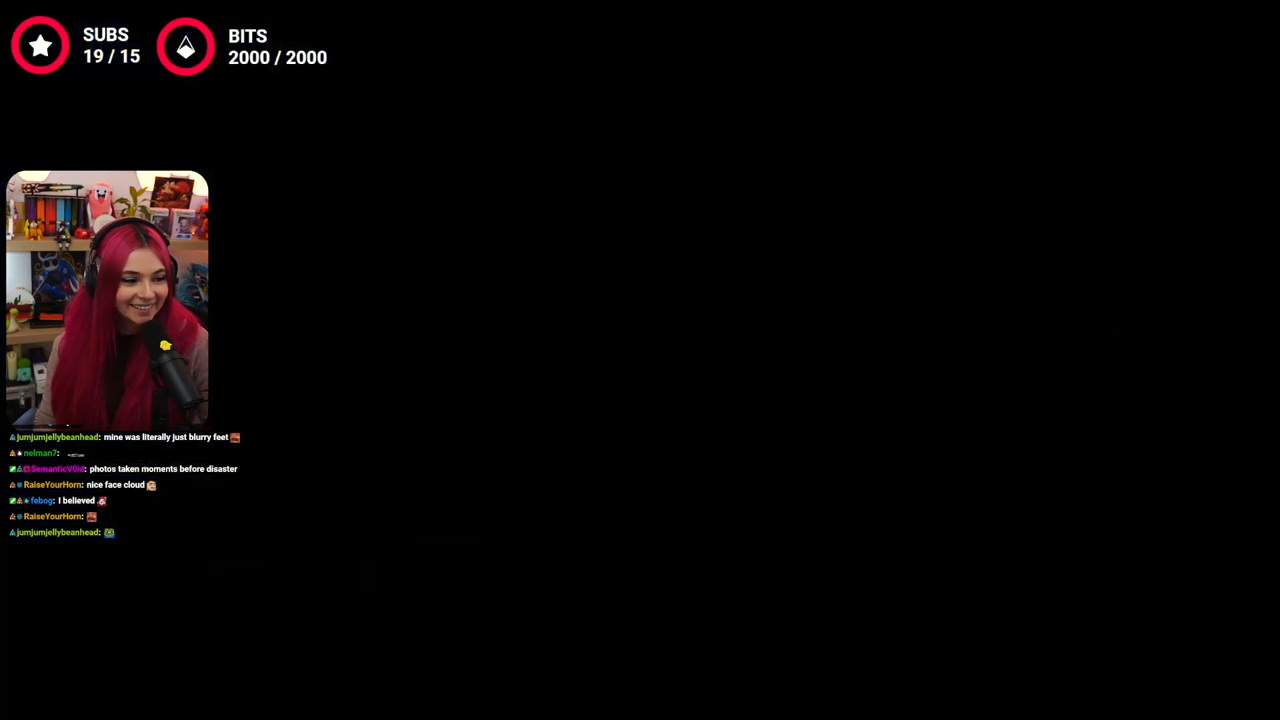 SUBS
19 / 15
BITS
2000 / 2000
jumjumjellybeanhead: mine was literally just blurry feet
nelman7:
SemanticV0id: photos taken moments before disaster
RaiseYourHorn: nice face cloud
febog: I believed
RaiseYourHorn:
jumjumjellybeanhead: